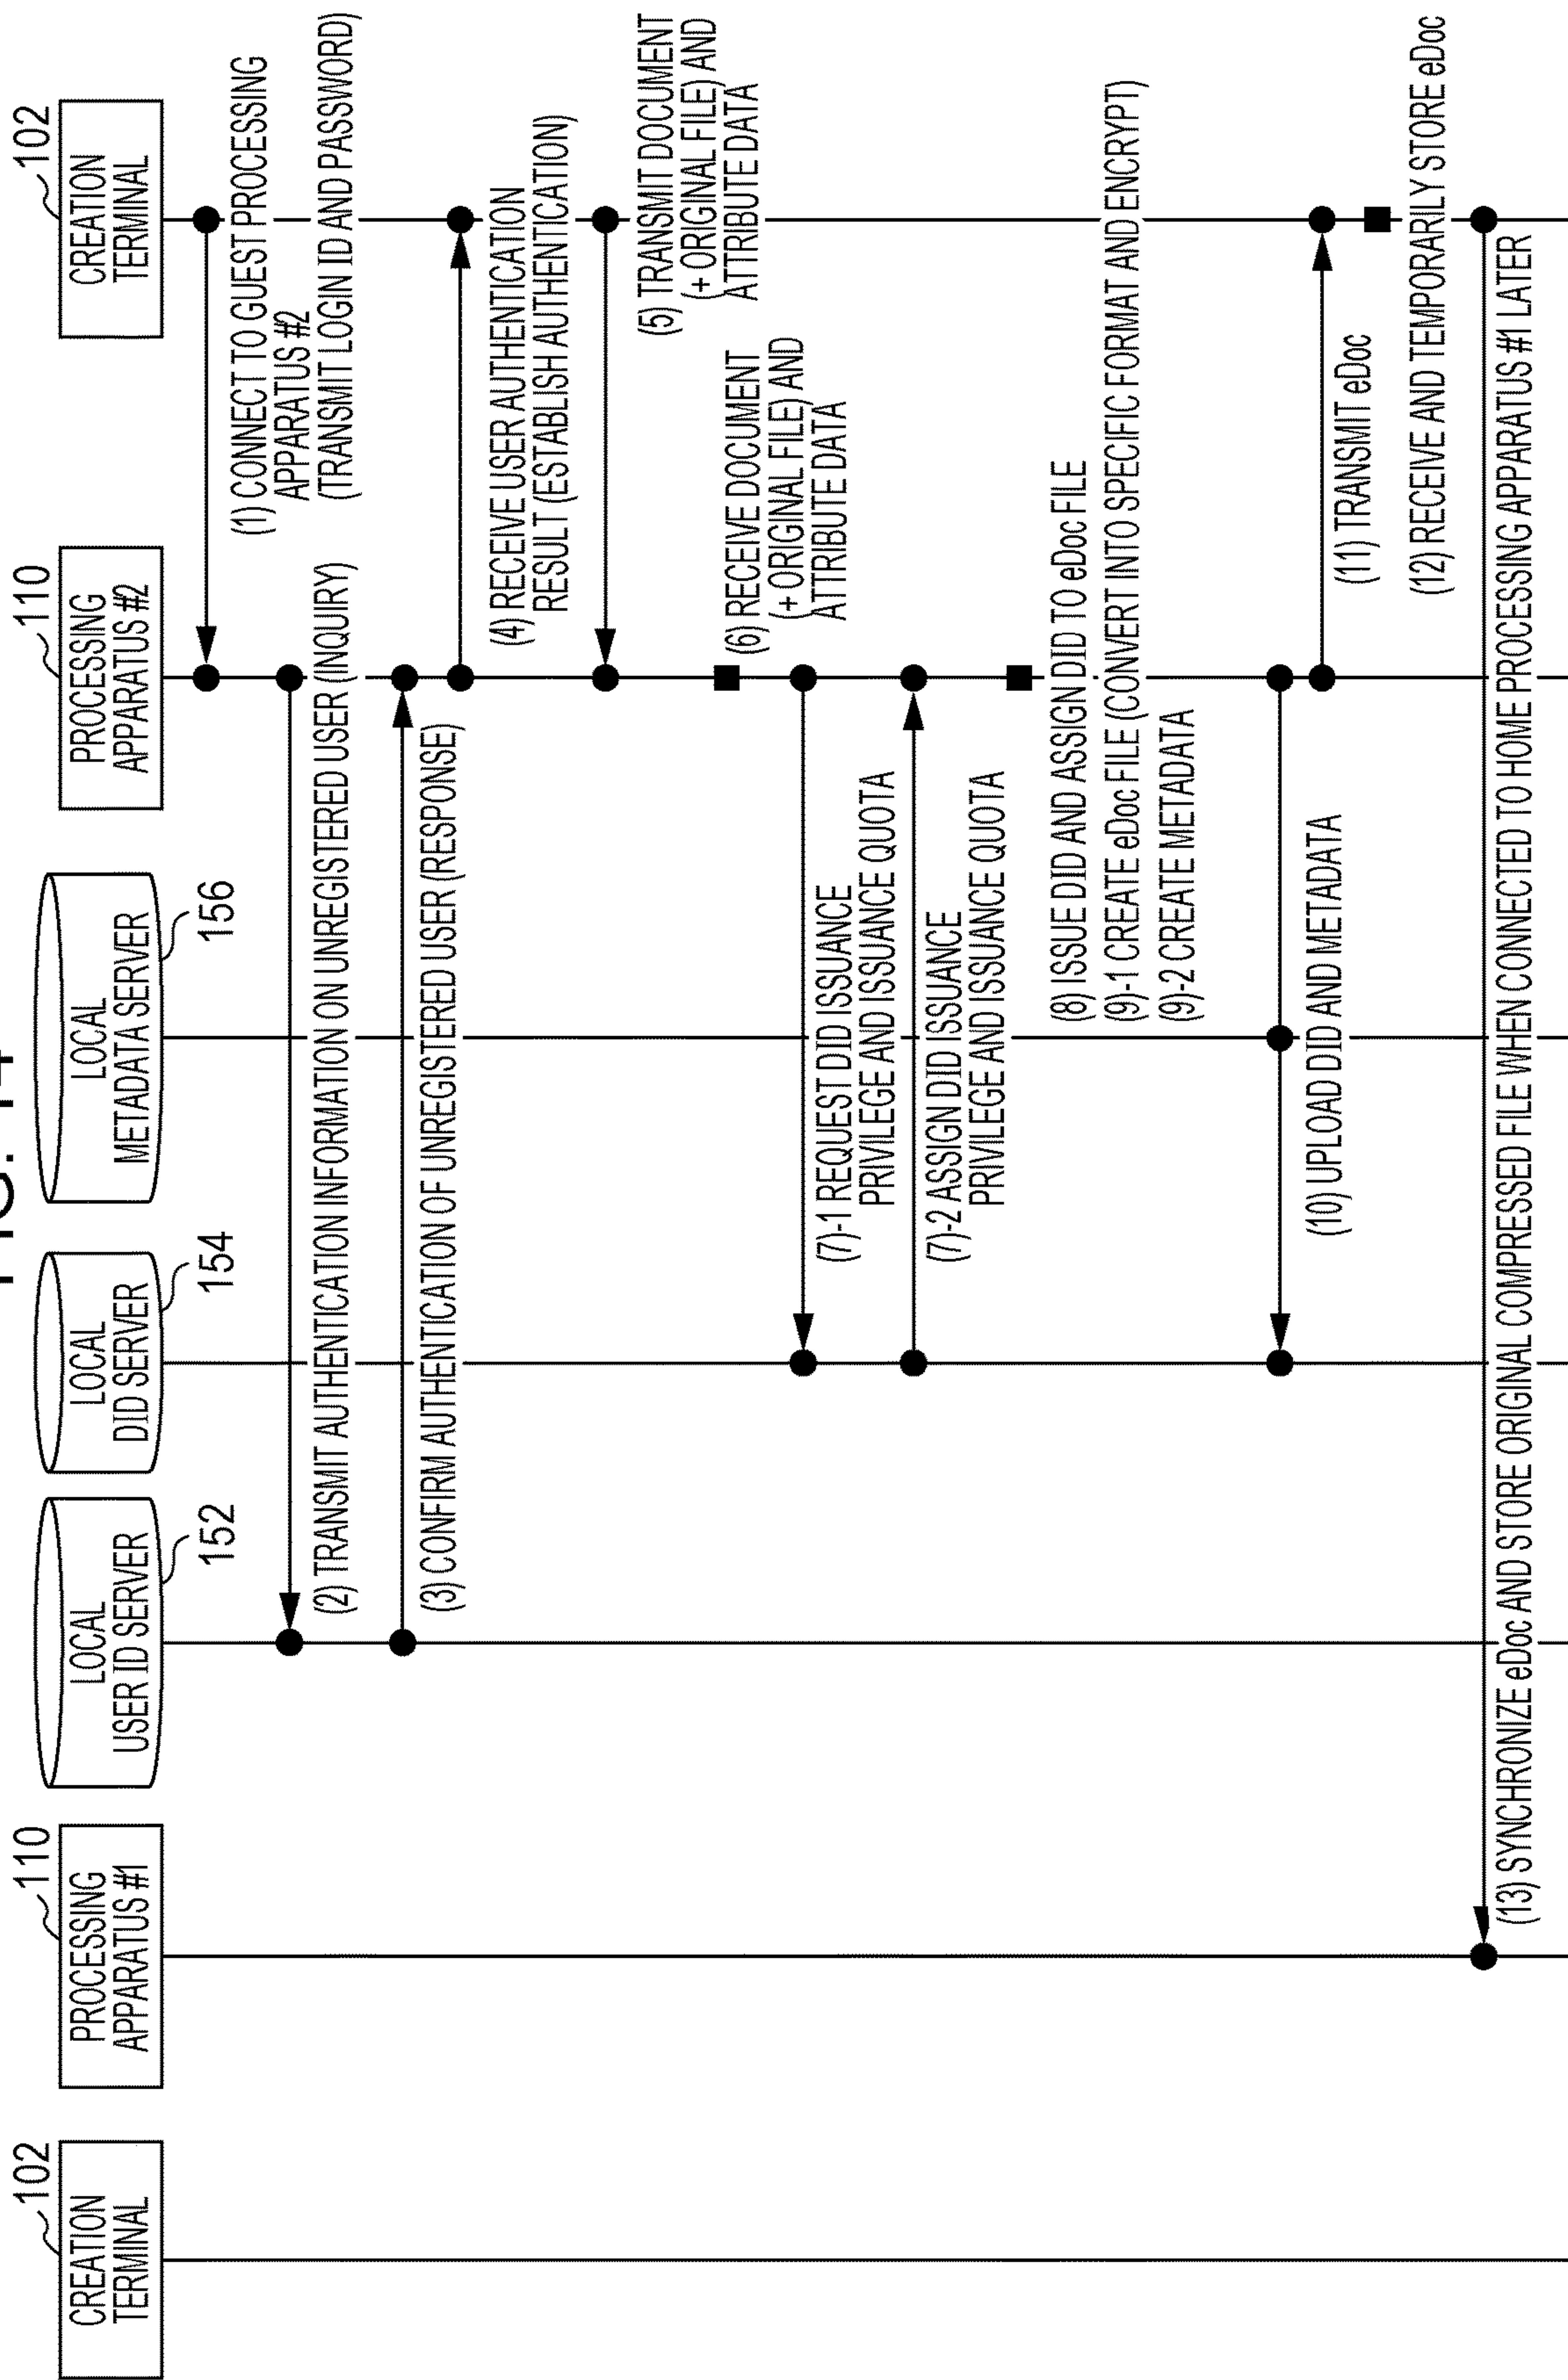 FIG. 14
102
CREATION
TERMINAL
110
PROCESSING
APPARATUS #1
LOCAL
USER ID SERVER
152
LOCAL
DID SERVER
154
LOCAL
METADATA SERVER
156
110
PROCESSING
APPARATUS #2
102
CREATION
TERMINAL
(1) CONNECT TO GUEST PROCESSING
APPARATUS #2
(TRANSMIT LOGIN ID AND PASSWORD)
(2) TRANSMIT AUTHENTICATION INFORMATION ON UNREGISTERED USER (INQUIRY)
(3) CONFIRM AUTHENTICATION OF UNREGISTERED USER (RESPONSE)
(4) RECEIVE USER AUTHENTICATION
RESULT (ESTABLISH AUTHENTICATION)
(5) TRANSMIT DOCUMENT
(+ ORIGINAL FILE) AND
ATTRIBUTE DATA
(6) RECEIVE DOCUMENT
(+ ORIGINAL FILE) AND
ATTRIBUTE DATA
(7)-1 REQUEST DID ISSUANCE
PRIVILEGE AND ISSUANCE QUOTA
(7)-2 ASSIGN DID ISSUANCE
PRIVILEGE AND ISSUANCE QUOTA
(8) ISSUE DID AND ASSIGN DID TO eDoc FILE
(9)-1 CREATE eDoc FILE (CONVERT INTO SPECIFIC FORMAT AND ENCRYPT)
(9)-2 CREATE METADATA
(10) UPLOAD DID AND METADATA
(11) TRANSMIT eDoc
(12) RECEIVE AND TEMPORARILY STORE eDoc
(13) SYNCHRONIZE eDoc AND STORE ORIGINAL COMPRESSED FILE WHEN CONNECTED TO HOME PROCESSING APPARATUS #1 LATER